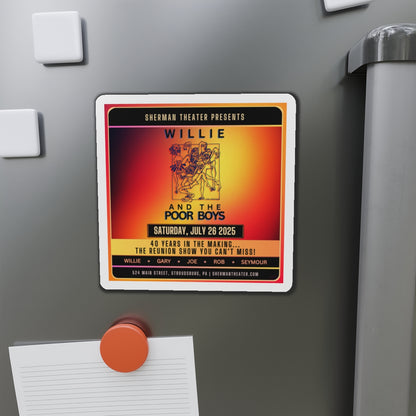 SHERMAN THEATER PRESENTS
WILLIE
AND THE
POOR BOYS
SATURDAY, JULY 26 2025
40 YEARS IN THE MAKING...
THE REUNION SHOW YOU CAN'T MISS!
WILLIE • GARY • JOE • ROB • SEYMOUR
524 MAIN STREET, STROUDSBURG, PA | SHERMANTHEATER.COM